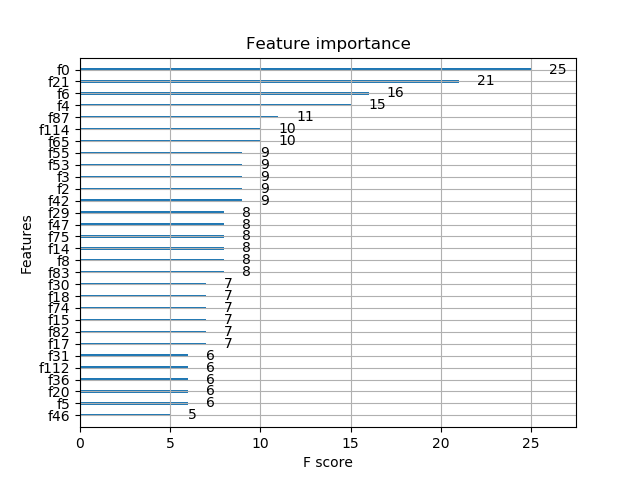 Feature importance
f0 25
f21 21
f6 16
f4 15
f87 11
f114 10
f65 10
f55 9
f53 9
f3 9
f2 9
f42 9
f29 8
f47 8
f75 8
f14 8
f8 8
f83 8
f30 7
f18 7
f74 7
f15 7
f82 7
f17 7
f31 6
f112 6
f36 6
f20 6
f5 6
f46 5
Features
0 5 10 15 20 25
F score